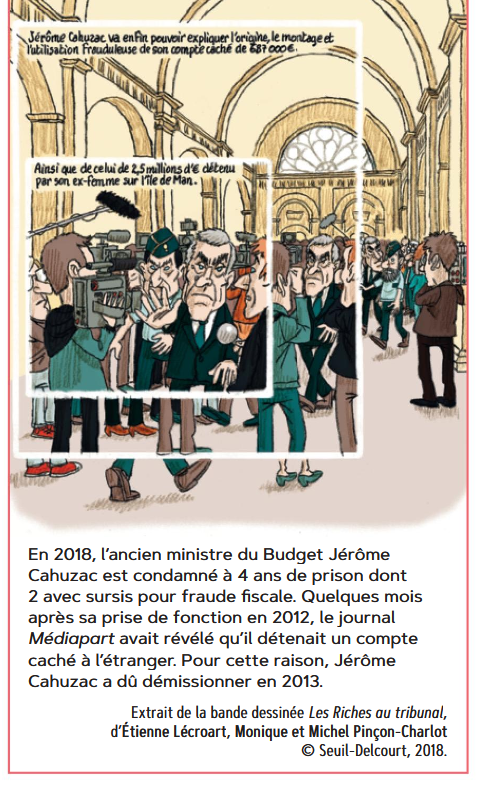 Jérôme Cahuzac va enfin pouvoir expliquer l'origine, le montage et
l'utilisation frauduleuse de son compte caché de 687 000 €.
Ainsi que de celui de 2,5 millions d'€ détenu
par son ex-femme sur l'île de Man.
En 2018, l'ancien ministre du Budget Jérôme
Cahuzac est condamné à 4 ans de prison dont
2 avec sursis pour fraude fiscale. Quelques mois
après sa prise de fonction en 2012, le journal
Médiapart avait révélé qu'il détenait un compte
caché à l'étranger. Pour cette raison, Jérôme
Cahuzac a dû démissionner en 2013.
Extrait de la bande dessinée Les Riches au tribunal,
d'Étienne Lécroart, Monique et Michel Pinçon-Charlot
© Seuil-Delcourt, 2018.